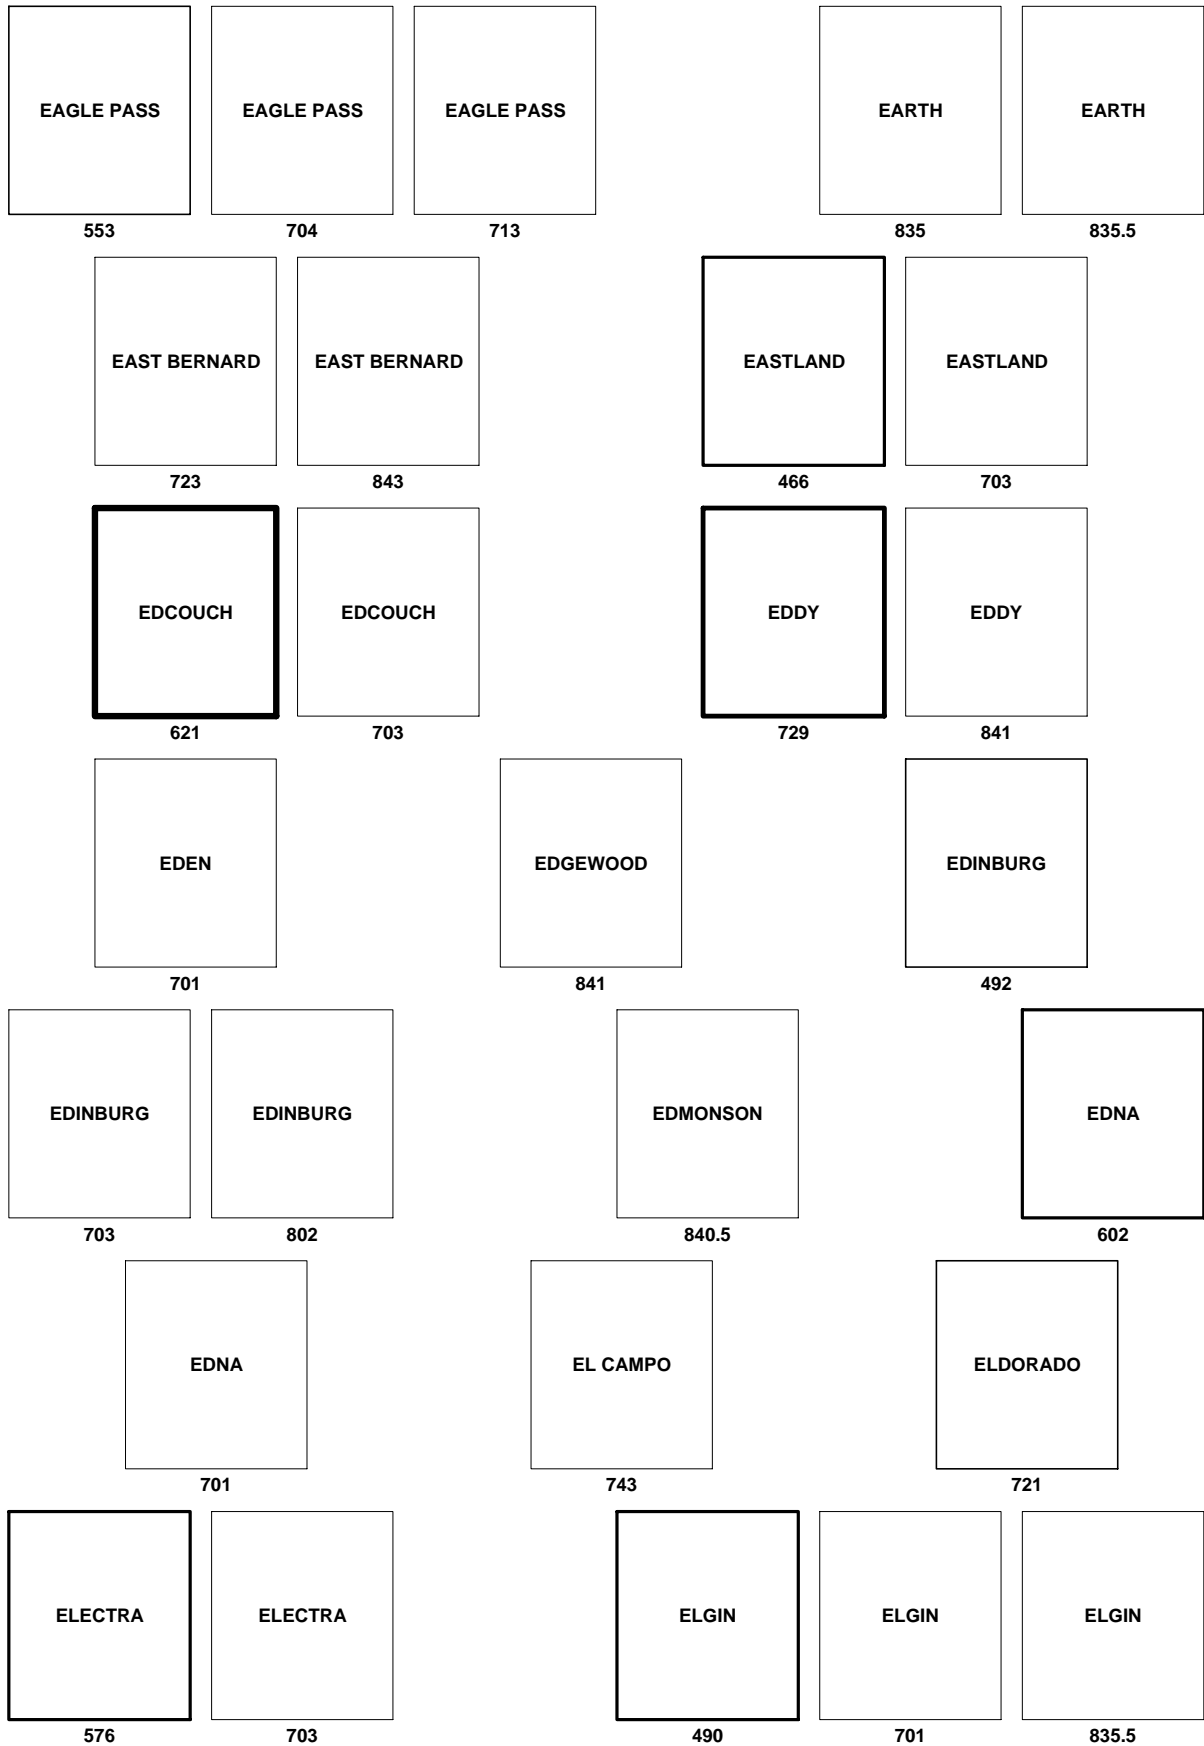 EAGLE PASS EAGLE PASS EAGLE PASS EARTH EARTH
553 704 713 835 835.5
EAST BERNARD EAST BERNARD EASTLAND EASTLAND
723 843 466 703
EDCOUCH EDCOUCH EDDY EDDY
621 703 729 841
EDEN EDGEWOOD EDINBURG
701 841 492
EDINBURG EDINBURG EDMONSON EDNA
703 802 840.5 602
EDNA EL CAMPO ELDORADO
701 743 721
ELECTRA ELECTRA ELGIN ELGIN ELGIN
576 703 490 701 835.5